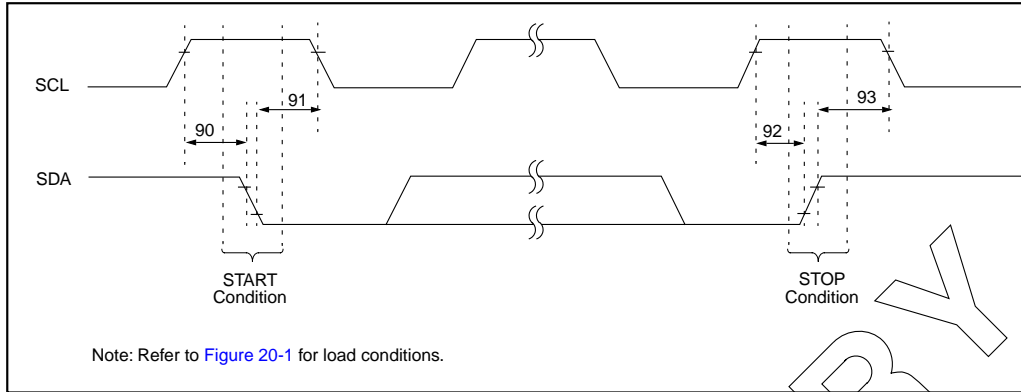 SCL
91
93
90
92
SDA
START
Condition
STOP
Condition
Note: Refer to Figure 20-1 for load conditions.
R Y